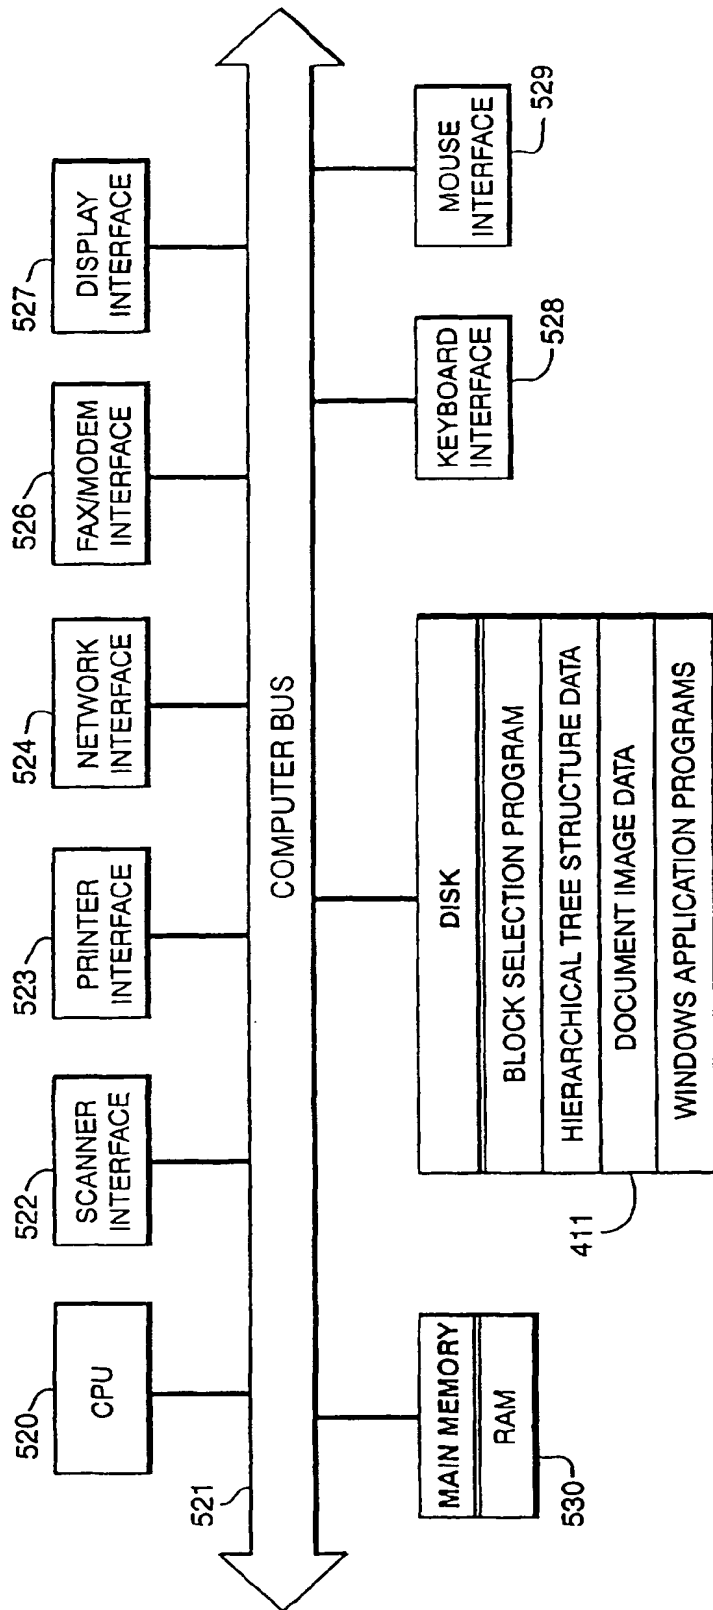 520
CPU
522
SCANNER
INTERFACE
523
PRINTER
INTERFACE
524
NETWORK
INTERFACE
526
FAX/MODEM
INTERFACE
527
DISPLAY
INTERFACE
521
COMPUTER BUS
MAIN MEMORY
RAM
530
DISK
BLOCK SELECTION PROGRAM
HIERARCHICAL TREE STRUCTURE DATA
DOCUMENT IMAGE DATA
WINDOWS APPLICATION PROGRAMS
411
KEYBOARD
INTERFACE
528
MOUSE
INTERFACE
529